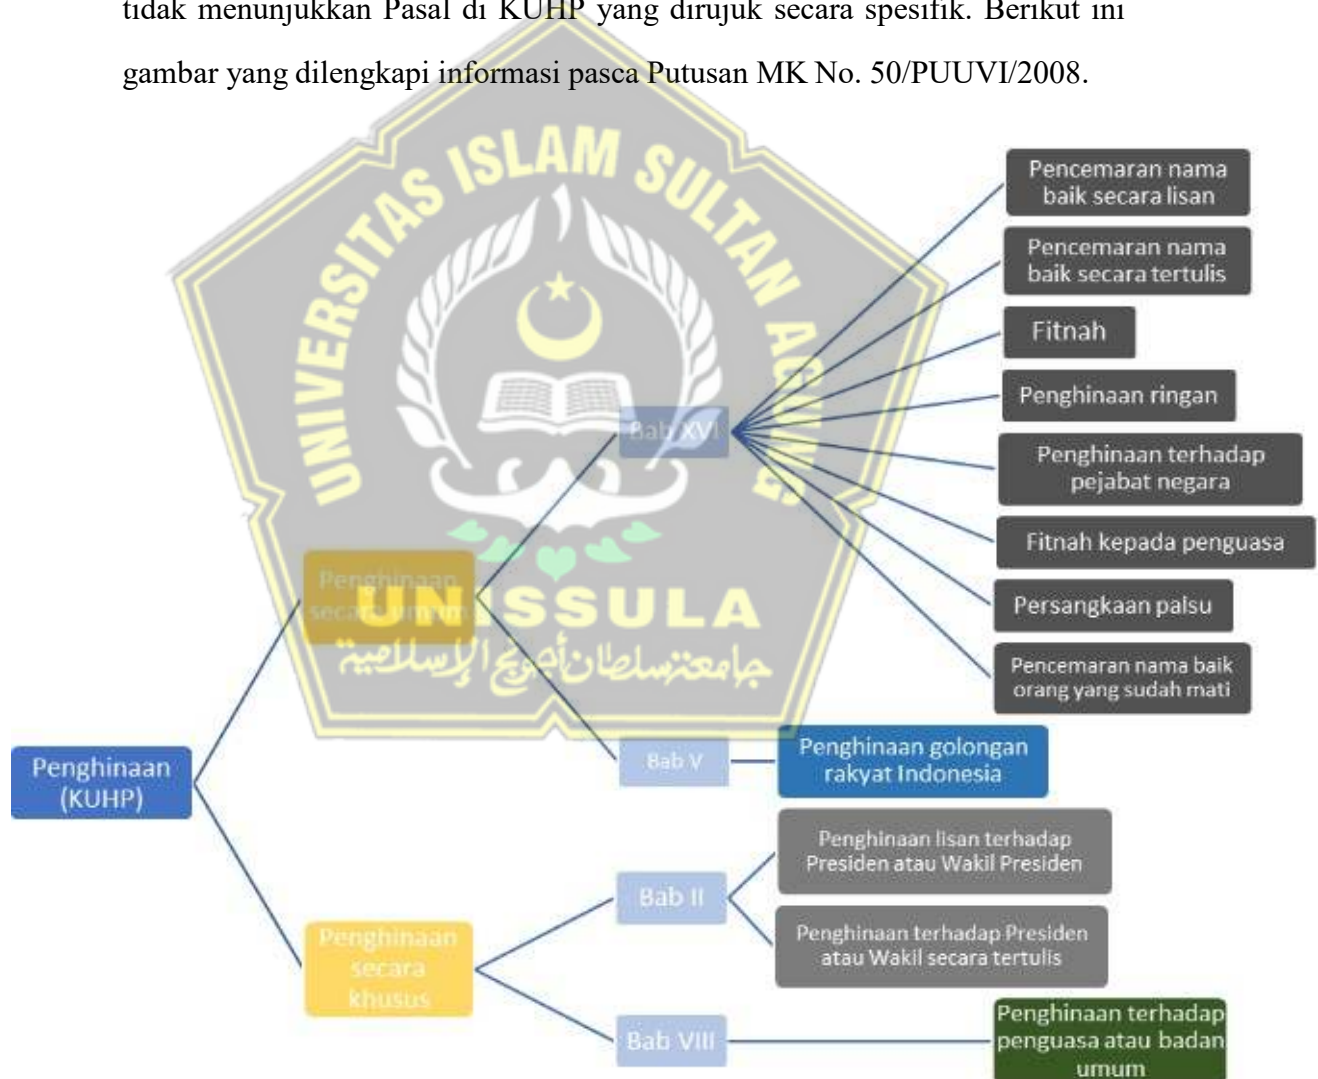 tidak menunjukkan Pasal di KUHP yang dirujuk secara spesifik. Berikut ini
gambar yang dilengkapi informasi pasca Putusan MK No. 50/PUUVI/2008.
UNIVERSITAS ISLAM SULTAN AGUNG
UNISSULA
جامعة سلطان أجونج الإسلامية
Penghinaan
(KUHP)
Penghinaan
secara umum
Bab XVI
Pencemaran nama
baik secara lisan
Pencemaran nama
baik secara tertulis
Fitnah
Penghinaan ringan
Penghinaan terhadap
pejabat negara
Fitnah kepada penguasa
Persangkaan palsu
Pencemaran nama baik
orang yang sudah mati
Bab V
Penghinaan golongan
rakyat Indonesia
Penghinaan
secara
khusus
Bab II
Penghinaan lisan terhadap
Presiden atau Wakil Presiden
Penghinaan terhadap Presiden
atau Wakil secara tertulis
Bab VIII
Penghinaan terhadap
penguasa atau badan
umum